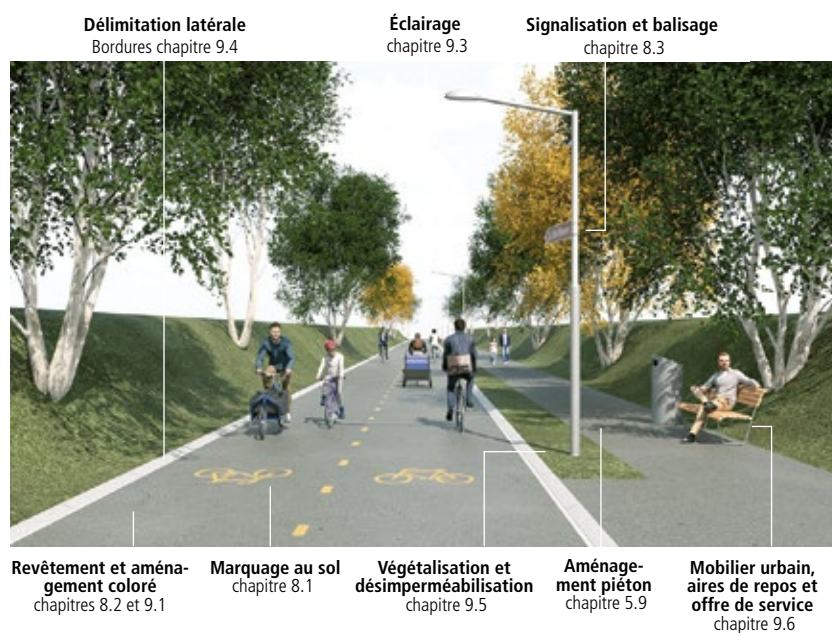 Délimitation latérale
Bordures chapitre 9.4
Éclairage
chapitre 9.3
Signalisation et balisage
chapitre 8.3
Revêtement et aména-
gement coloré
chapitres 8.2 et 9.1
Marquage au sol
chapitre 8.1
Végétalisation et
désimperméabilisation
chapitre 9.5
Aménage-
ment piéton
chapitre 5.9
Mobilier urbain,
aires de repos et
offre de service
chapitre 9.6